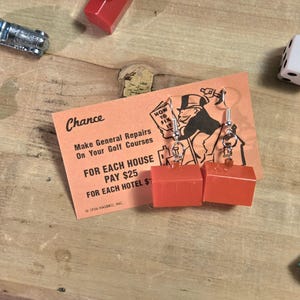 Chance
Make General Repairs
On Your Golf Courses
FOR EACH HOUSE
PAY $25
FOR EACH HOTEL $